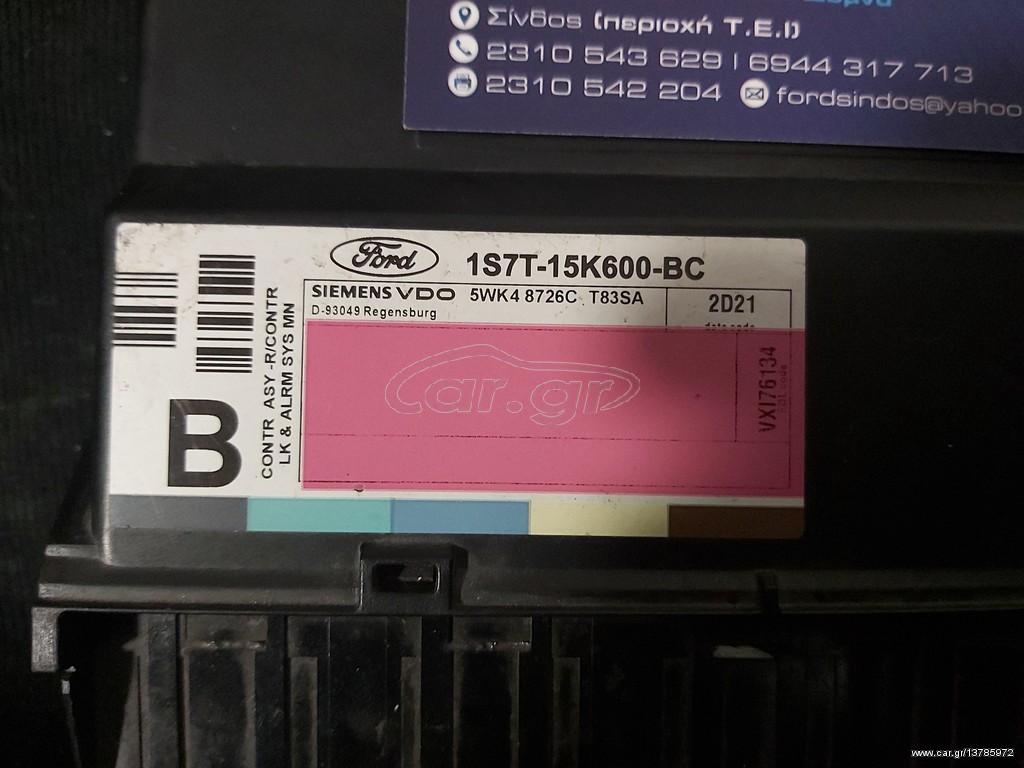 Σίνδος (περιοχή Τ.Ε.Ι)
2310 543 629 | 6944 317 713
2310 542 204 fordsindos@yahoo
Ford 1S7T-15K600-BC
SIEMENS VDO 5WK4 8726C T83SA 2D21
D-93049 Regensburg
date code
VXI76134
B
CONTR ASY -R/CONTR
LK & ALRM SYS MN
car.gr
www.car.gr/13785972